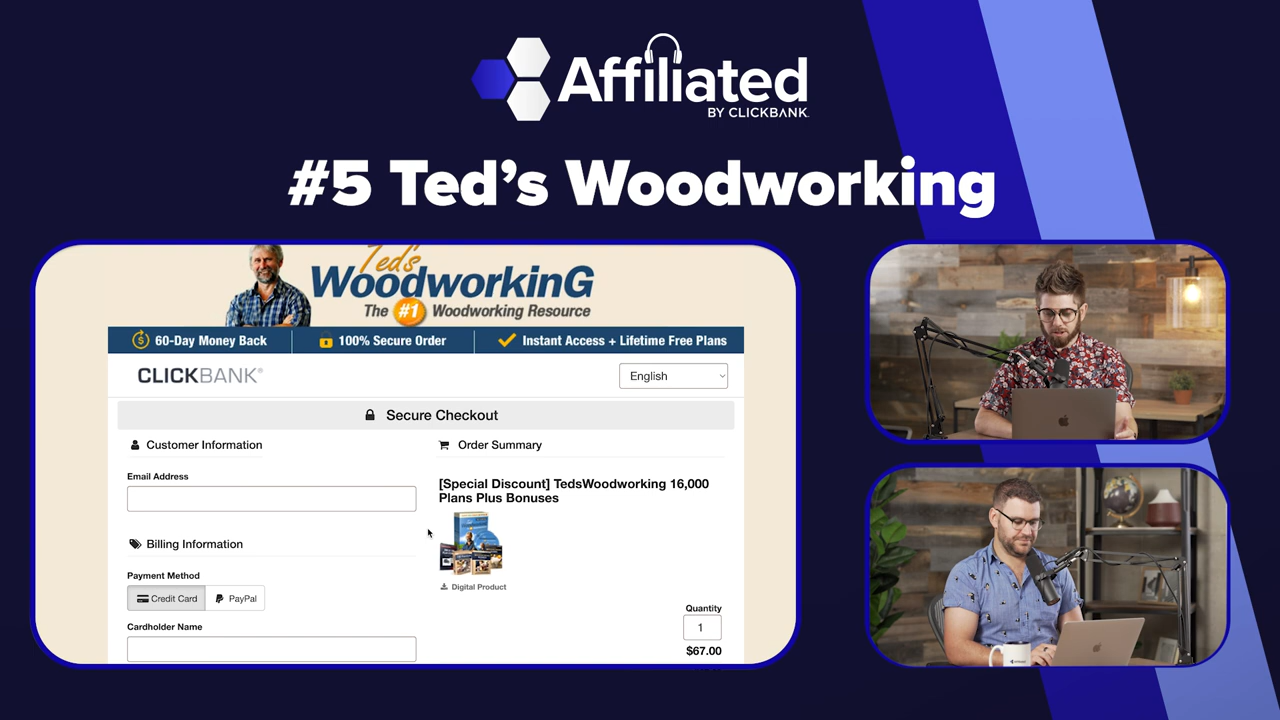 Affiliated
BY CLICKBANK
#5 Ted's Woodworking
Ted's
WoodworkinG
The #1 Woodworking Resource
60-Day Money Back
100% Secure Order
Instant Access + Lifetime Free Plans
CLICKBANK®
English
Secure Checkout
Customer Information
Order Summary
Email Address
[Special Discount] TedsWoodworking 16,000
Plans Plus Bonuses
Digital Product
Billing Information
Payment Method
Credit Card
PayPal
Cardholder Name
Quantity
1
$67.00